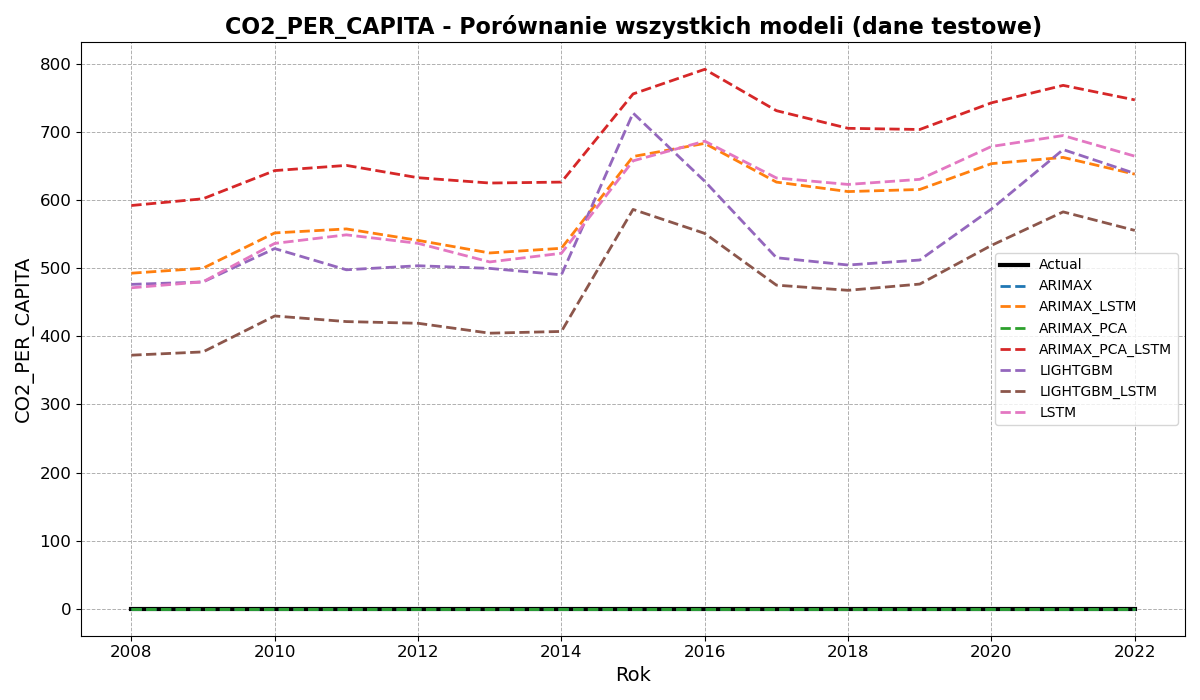 CO2_PER_CAPITA - Porównanie wszystkich modeli (dane testowe)
CO2_PER_CAPITA
800
700
600
500
400
300
200
100
0
Actual
ARIMAX
ARIMAX_LSTM
ARIMAX_PCA
ARIMAX_PCA_LSTM
LIGHTGBM
LIGHTGBM_LSTM
LSTM
2008 2010 2012 2014 2016 2018 2020 2022
Rok